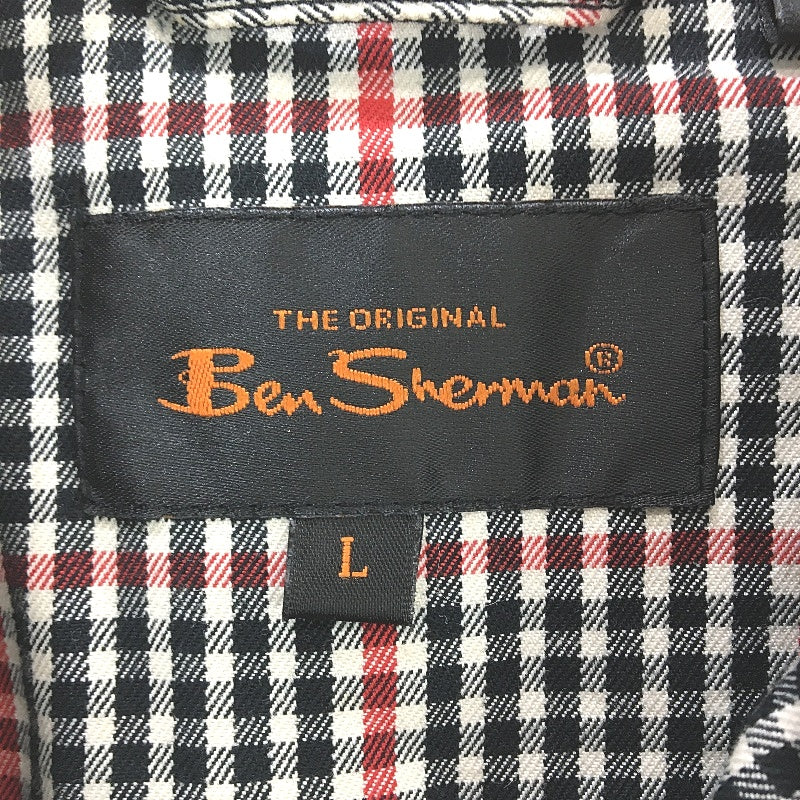 THE ORIGINAL
Ben Sherman®
L